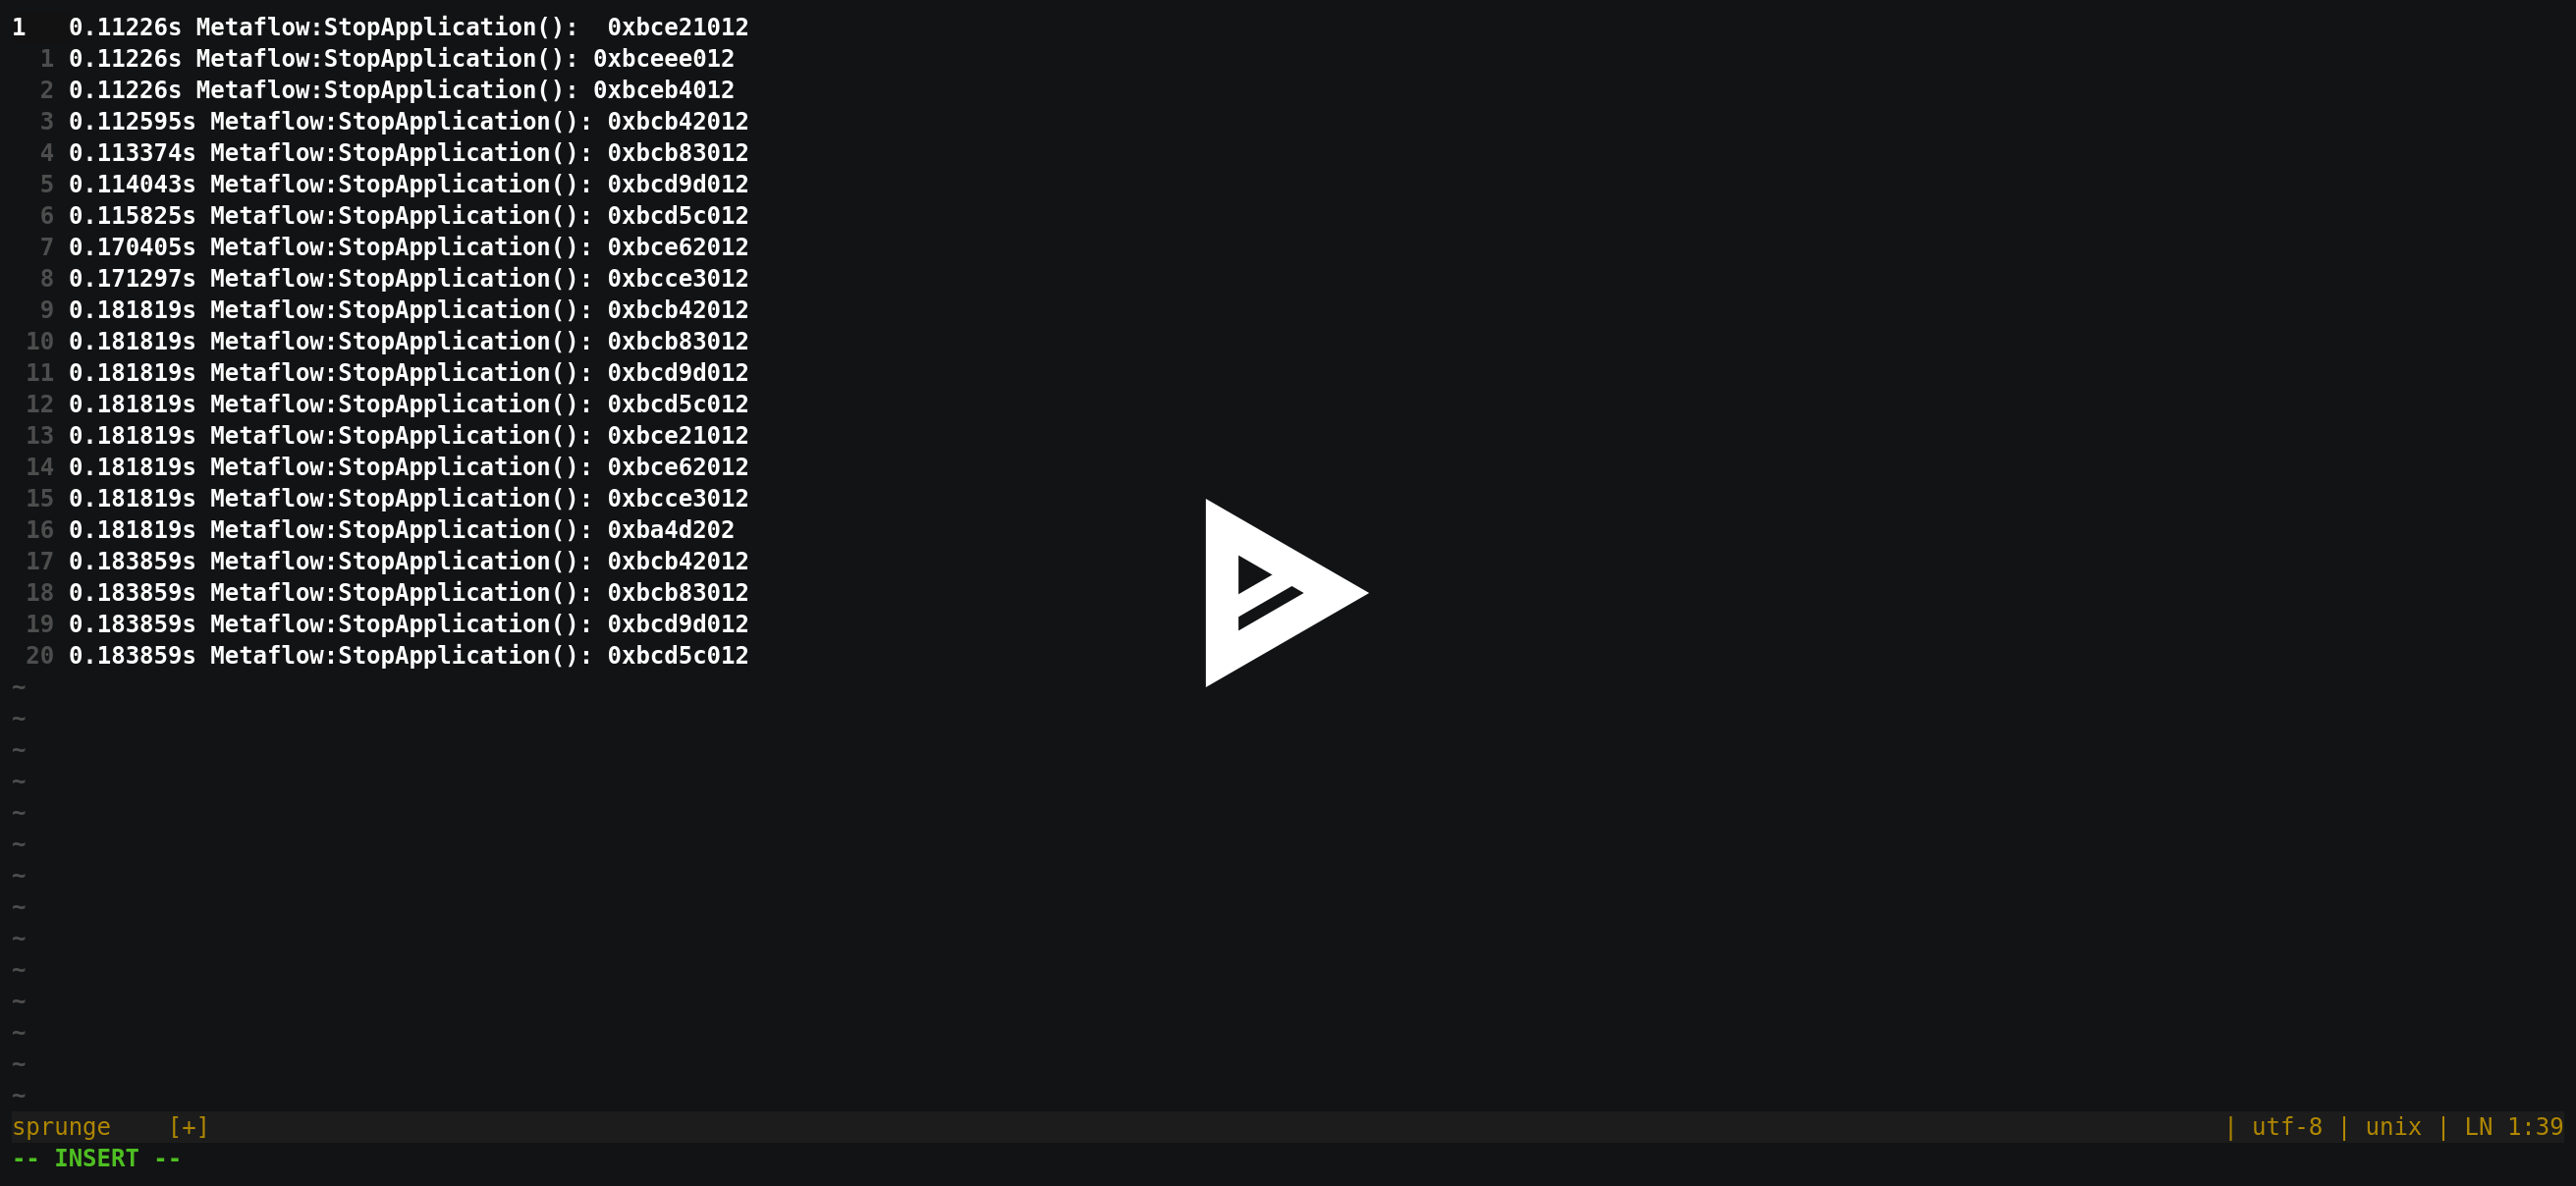 1   0.11226s Metaflow:StopApplication():  0xbce21012
  1 0.11226s Metaflow:StopApplication(): 0xbceee012
  2 0.11226s Metaflow:StopApplication(): 0xbceb4012
  3 0.112595s Metaflow:StopApplication(): 0xbcb42012
  4 0.113374s Metaflow:StopApplication(): 0xbcb83012
  5 0.114043s Metaflow:StopApplication(): 0xbcd9d012
  6 0.115825s Metaflow:StopApplication(): 0xbcd5c012
  7 0.170405s Metaflow:StopApplication(): 0xbce62012
  8 0.171297s Metaflow:StopApplication(): 0xbcce3012
  9 0.181819s Metaflow:StopApplication(): 0xbcb42012
 10 0.181819s Metaflow:StopApplication(): 0xbcb83012
 11 0.181819s Metaflow:StopApplication(): 0xbcd9d012
 12 0.181819s Metaflow:StopApplication(): 0xbcd5c012
 13 0.181819s Metaflow:StopApplication(): 0xbce21012
 14 0.181819s Metaflow:StopApplication(): 0xbce62012
 15 0.181819s Metaflow:StopApplication(): 0xbcce3012
 16 0.181819s Metaflow:StopApplication(): 0xba4d202
 17 0.183859s Metaflow:StopApplication(): 0xbcb42012
 18 0.183859s Metaflow:StopApplication(): 0xbcb83012
 19 0.183859s Metaflow:StopApplication(): 0xbcd9d012
 20 0.183859s Metaflow:StopApplication(): 0xbcd5c012
~
~
~
~
~
~
~
~
~
~
~
~
~
~
sprunge    [+] | utf-8 | unix | LN 1:39
-- INSERT --